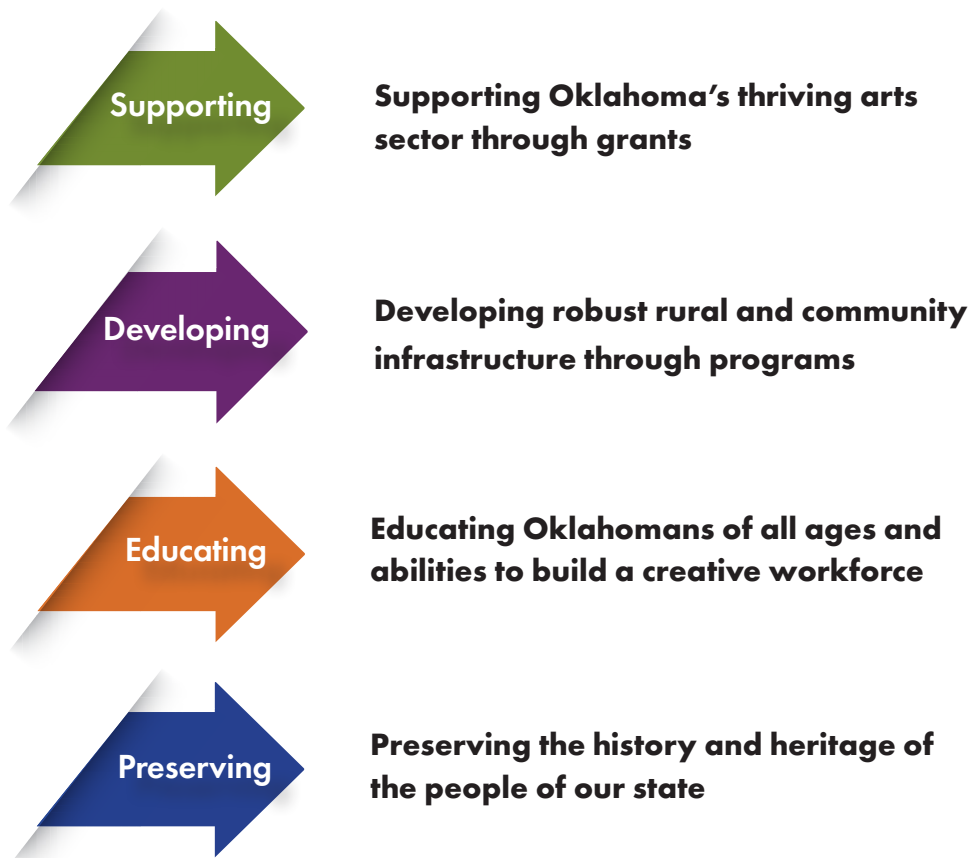 Supporting
Supporting Oklahoma’s thriving arts
sector through grants
Developing
Developing robust rural and community
infrastructure through programs
Educating
Educating Oklahomans of all ages and
abilities to build a creative workforce
Preserving
Preserving the history and heritage of
the people of our state